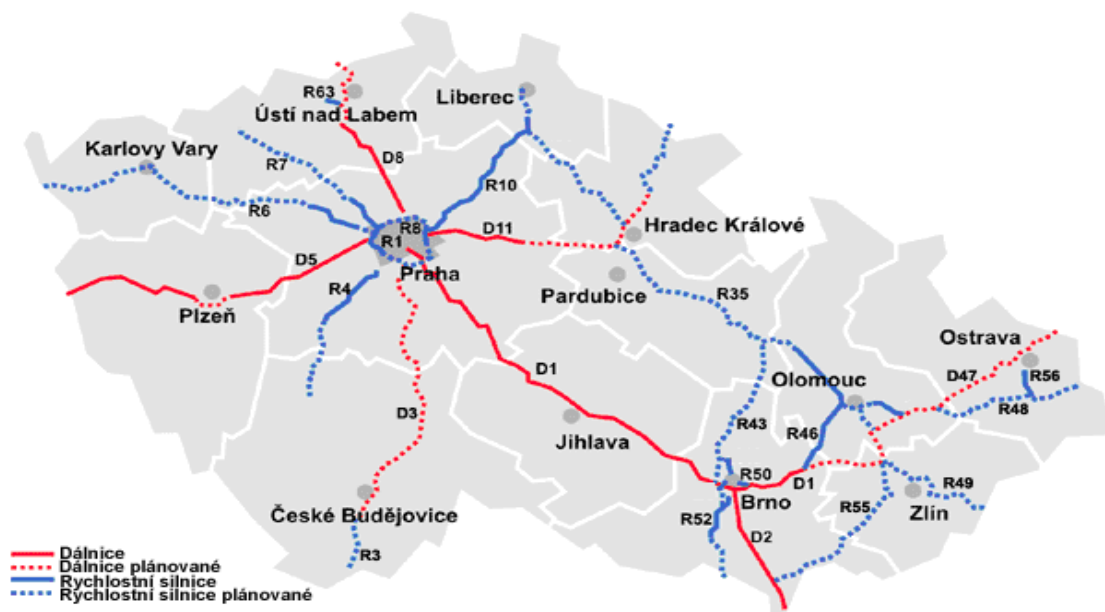 R63
Liberec
Ústí nad Labem
Karlovy Vary
R7
D8
R10
R6
R8
D11
Hradec Králové
R1
D5
Praha
R4
Pardubice
R35
Plzeň
Ostrava
D1
D47
R56
Olomouc
R48
D3
R43
Jihlava
R46
R50
D1
R49
Brno
R55
Zlín
České Budějovice
R52
D2
R3
Dálnice
Dálnice plánované
Rychlostní silnice
Rychlostní silnice plánované